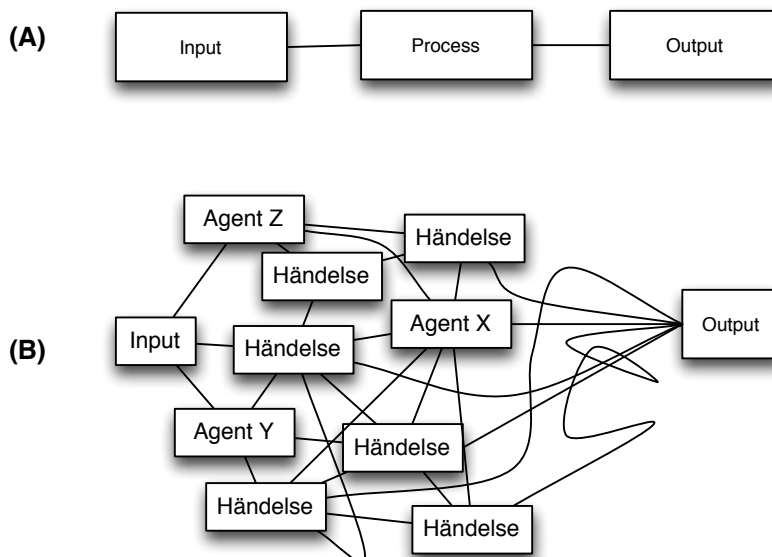 (A)
Input
Process
Output
Agent Z
Händelse
Händelse
Agent X
Output
(B)
Input
Händelse
Agent Y
Händelse
Händelse
Händelse